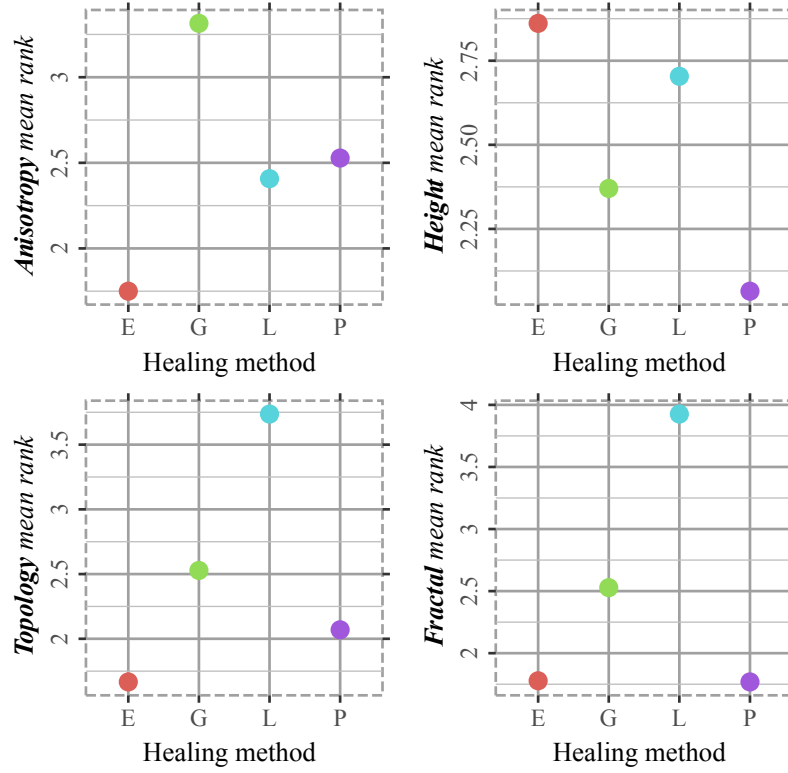 Anisotropy mean rank
3
2.5
2
E G L P
Healing method
Height mean rank
2.75
2.50
2.25
E G L P
Healing method
Topology mean rank
3.5
3
2.5
2
E G L P
Healing method
Fractal mean rank
4
3.5
3
2.5
2
E G L P
Healing method